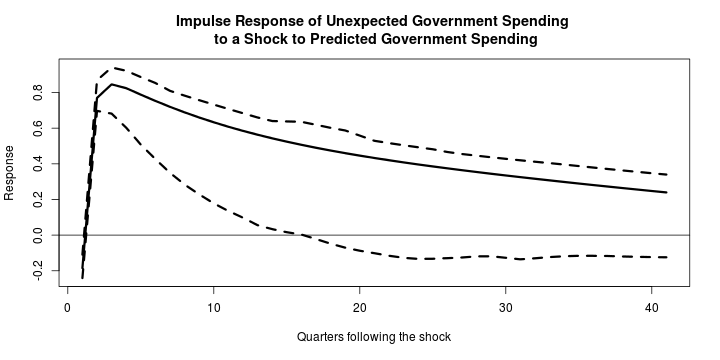 Impulse Response of Unexpected Government Spending
to a Shock to Predicted Government Spending
Response
0.8
0.6
0.4
0.2
0.0
-0.2
0 10 20 30 40
Quarters following the shock